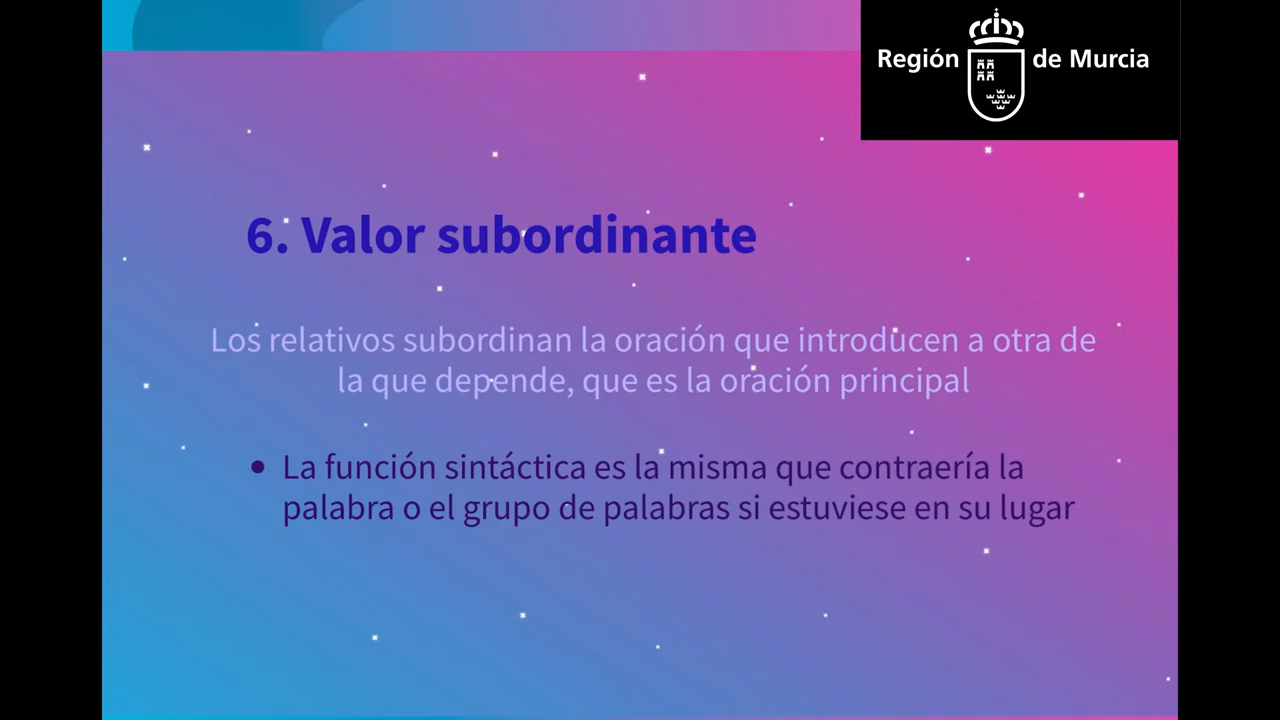 Región de Murcia
6. Valor subordinante
Los relativos subordinan la oración que introducen a otra de
la que depende, que es la oración principal
• La función sintáctica es la misma que contraería la
palabra o el grupo de palabras si estuviese en su lugar